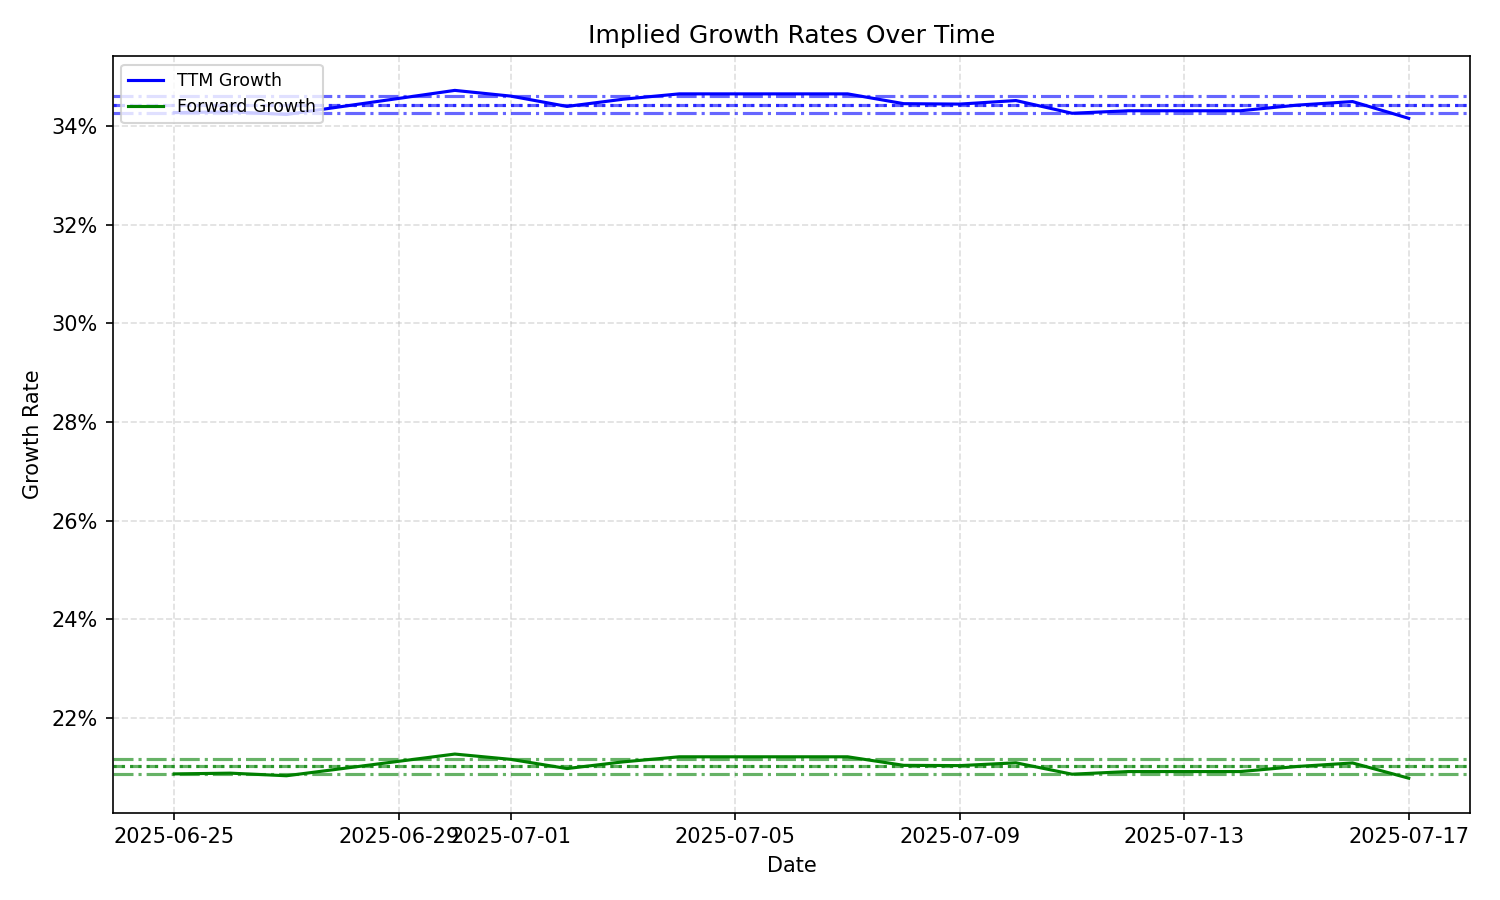 Implied Growth Rates Over Time
TTM Growth
Forward Growth
34%
32%
30%
28%
26%
24%
22%
Growth Rate
2025-06-25
2025-06-29
2025-07-01
2025-07-05
2025-07-09
2025-07-13
2025-07-17
Date